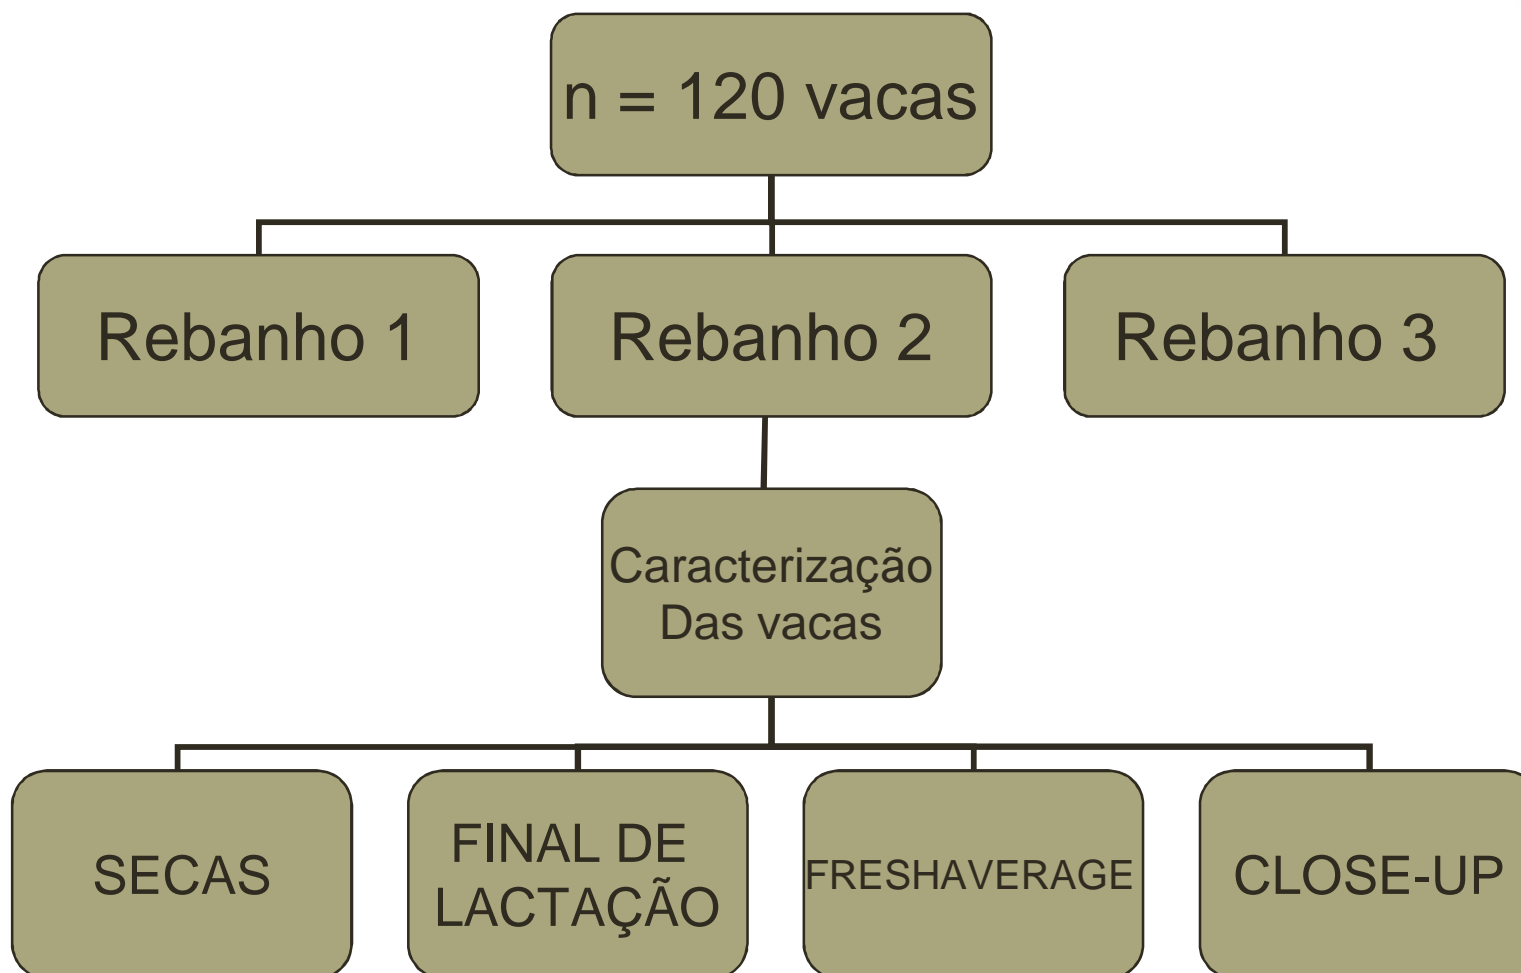 n = 120 vacas
Rebanho 1
Rebanho 2
Rebanho 3
Caracterização
Das vacas
SECAS
FINAL DE
LACTAÇÃO
FRESHAVERAGE
CLOSE-UP